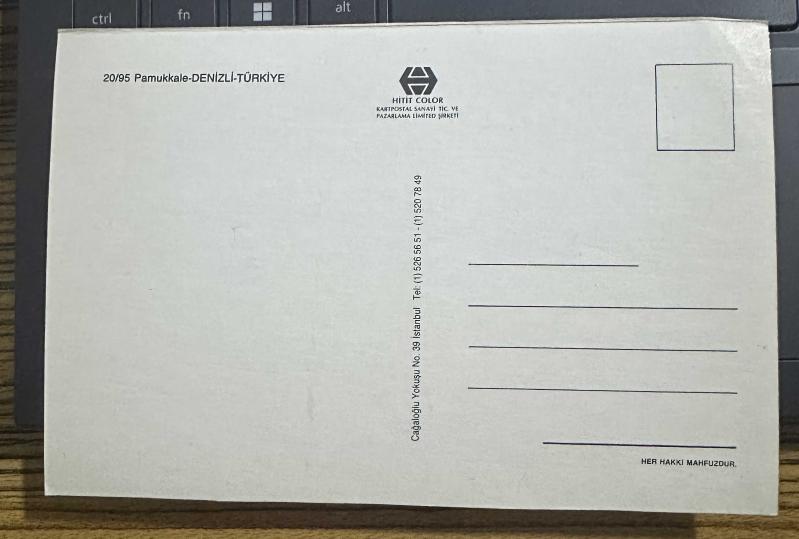 ctrl
fn
alt
20/95 Pamukkale-DENİZLİ-TÜRKİYE
HİTİT COLOR
KARTPOSTAL SANAYİ TİC. VE
PAZARLAMA LİMİTED ŞİRKETİ
Cağaloğlu Yokuşu No. 39 İstanbul Tel: (1) 526 56 51 - (1) 520 78 49
HER HAKKI MAHFUZDUR.